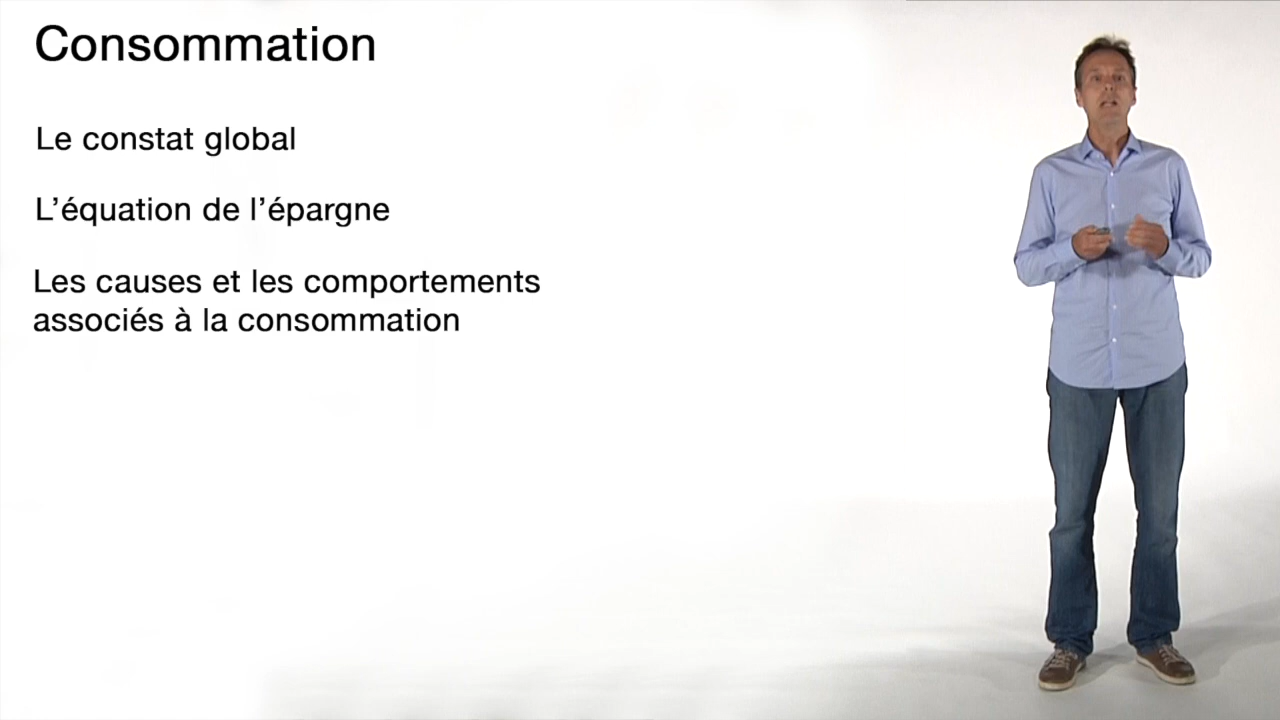 Consommation
Le constat global
L’équation de l’épargne
Les causes et les comportements
associés à la consommation